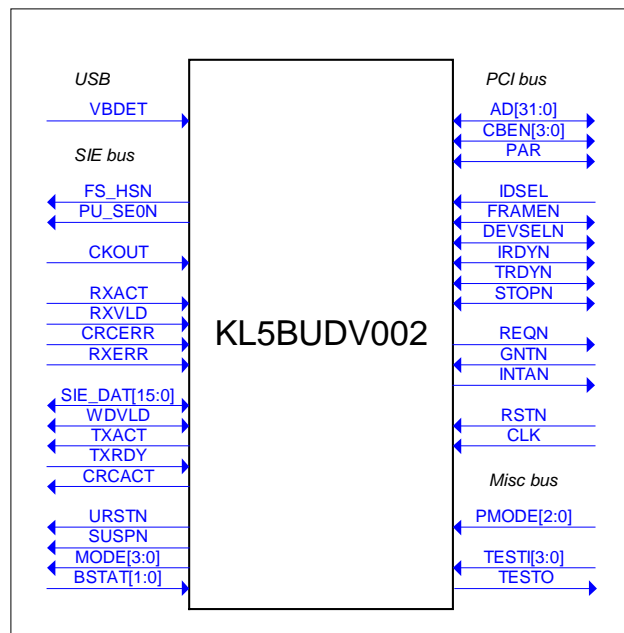 USB
VBDET
SIE bus
FS_HSN
PU_SE0N
CKOUT
RXACT
RXVLD
CRCERR
RXERR
SIE_DAT[15:0]
WDVLD
TXACT
TXRDY
CRCACT
URSTN
SUSPN
MODE[3:0]
BSTAT[1:0]
KL5BUDV002
PCI bus
AD[31:0]
CBEN[3:0]
PAR
IDSEL
FRAMEN
DEVSELN
IRDYN
TRDYN
STOPN
REQN
GNTN
INTAN
RSTN
CLK
Misc bus
PMODE[2:0]
TESTI[3:0]
TESTO